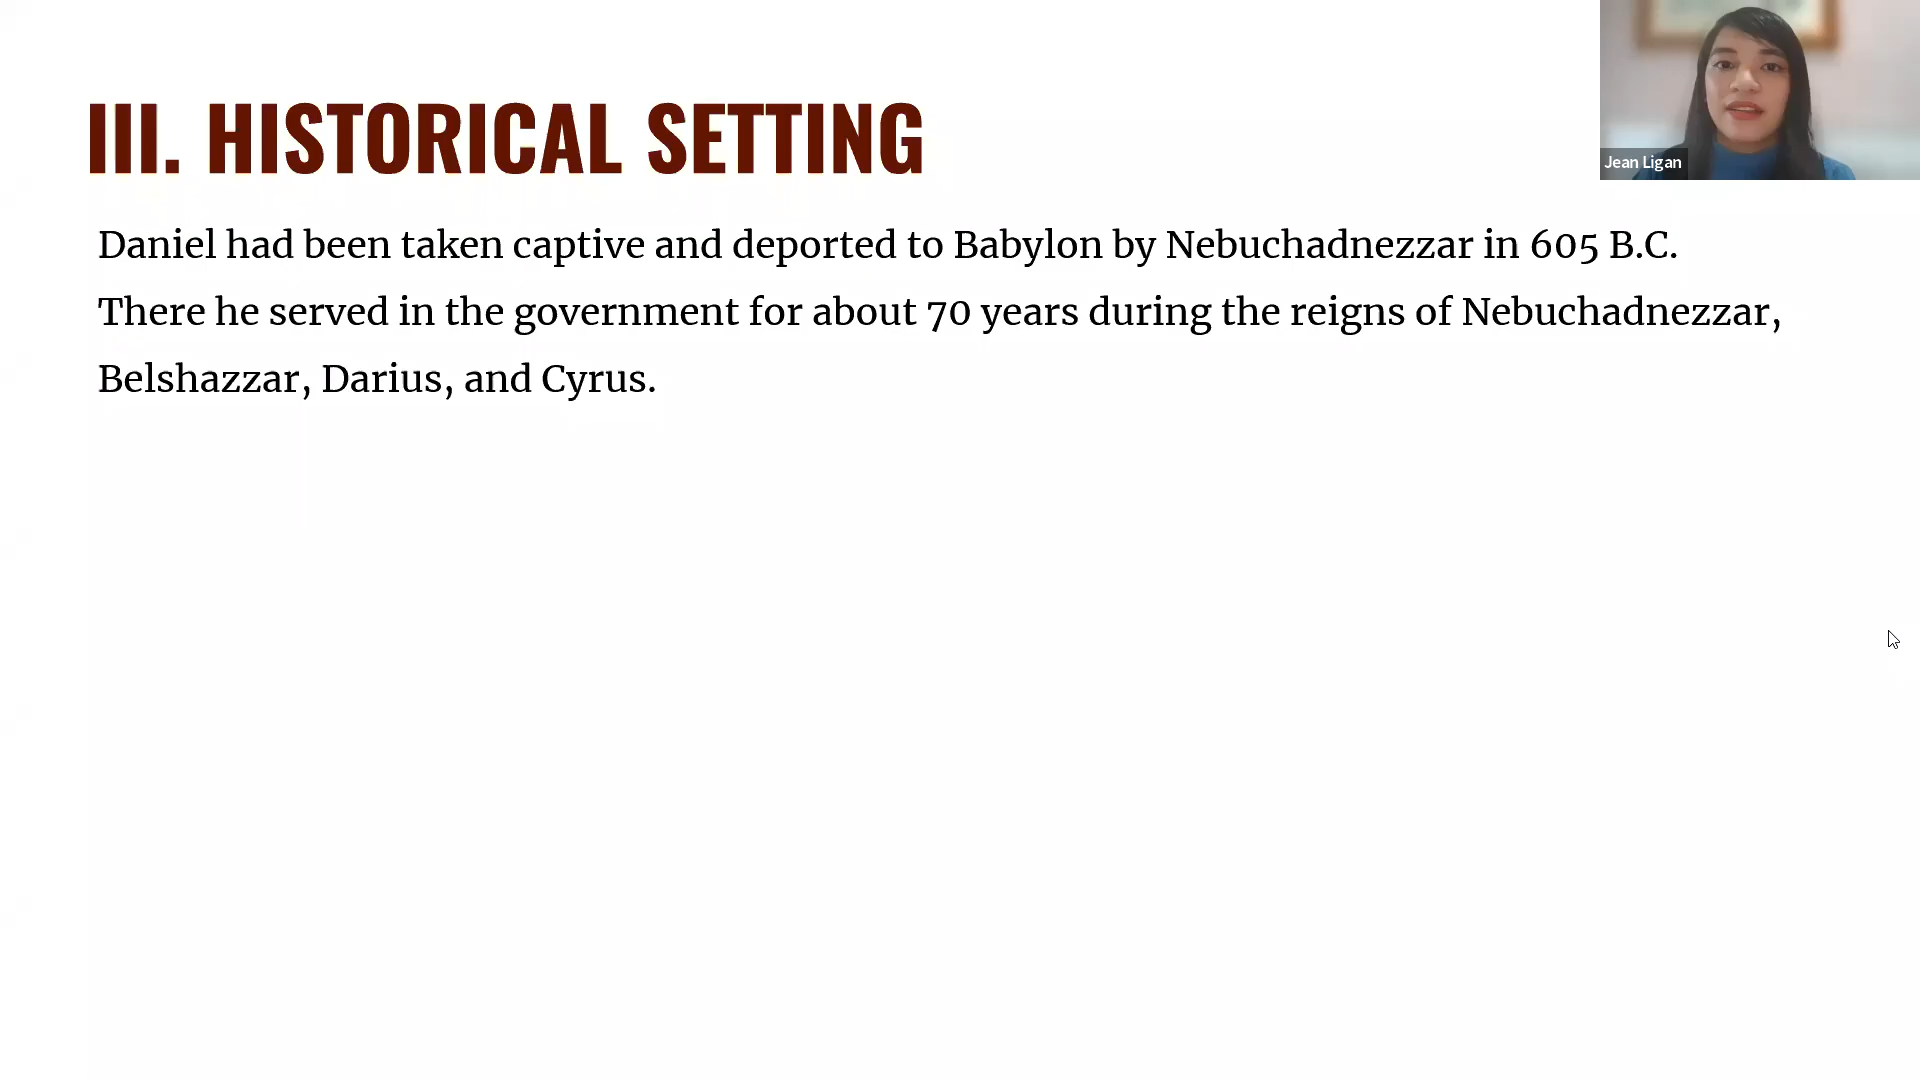 III. HISTORICAL SETTING
Daniel had been taken captive and deported to Babylon by Nebuchadnezzar in 605 B.C.
There he served in the government for about 70 years during the reigns of Nebuchadnezzar,
Belshazzar, Darius, and Cyrus.
Jean Ligan